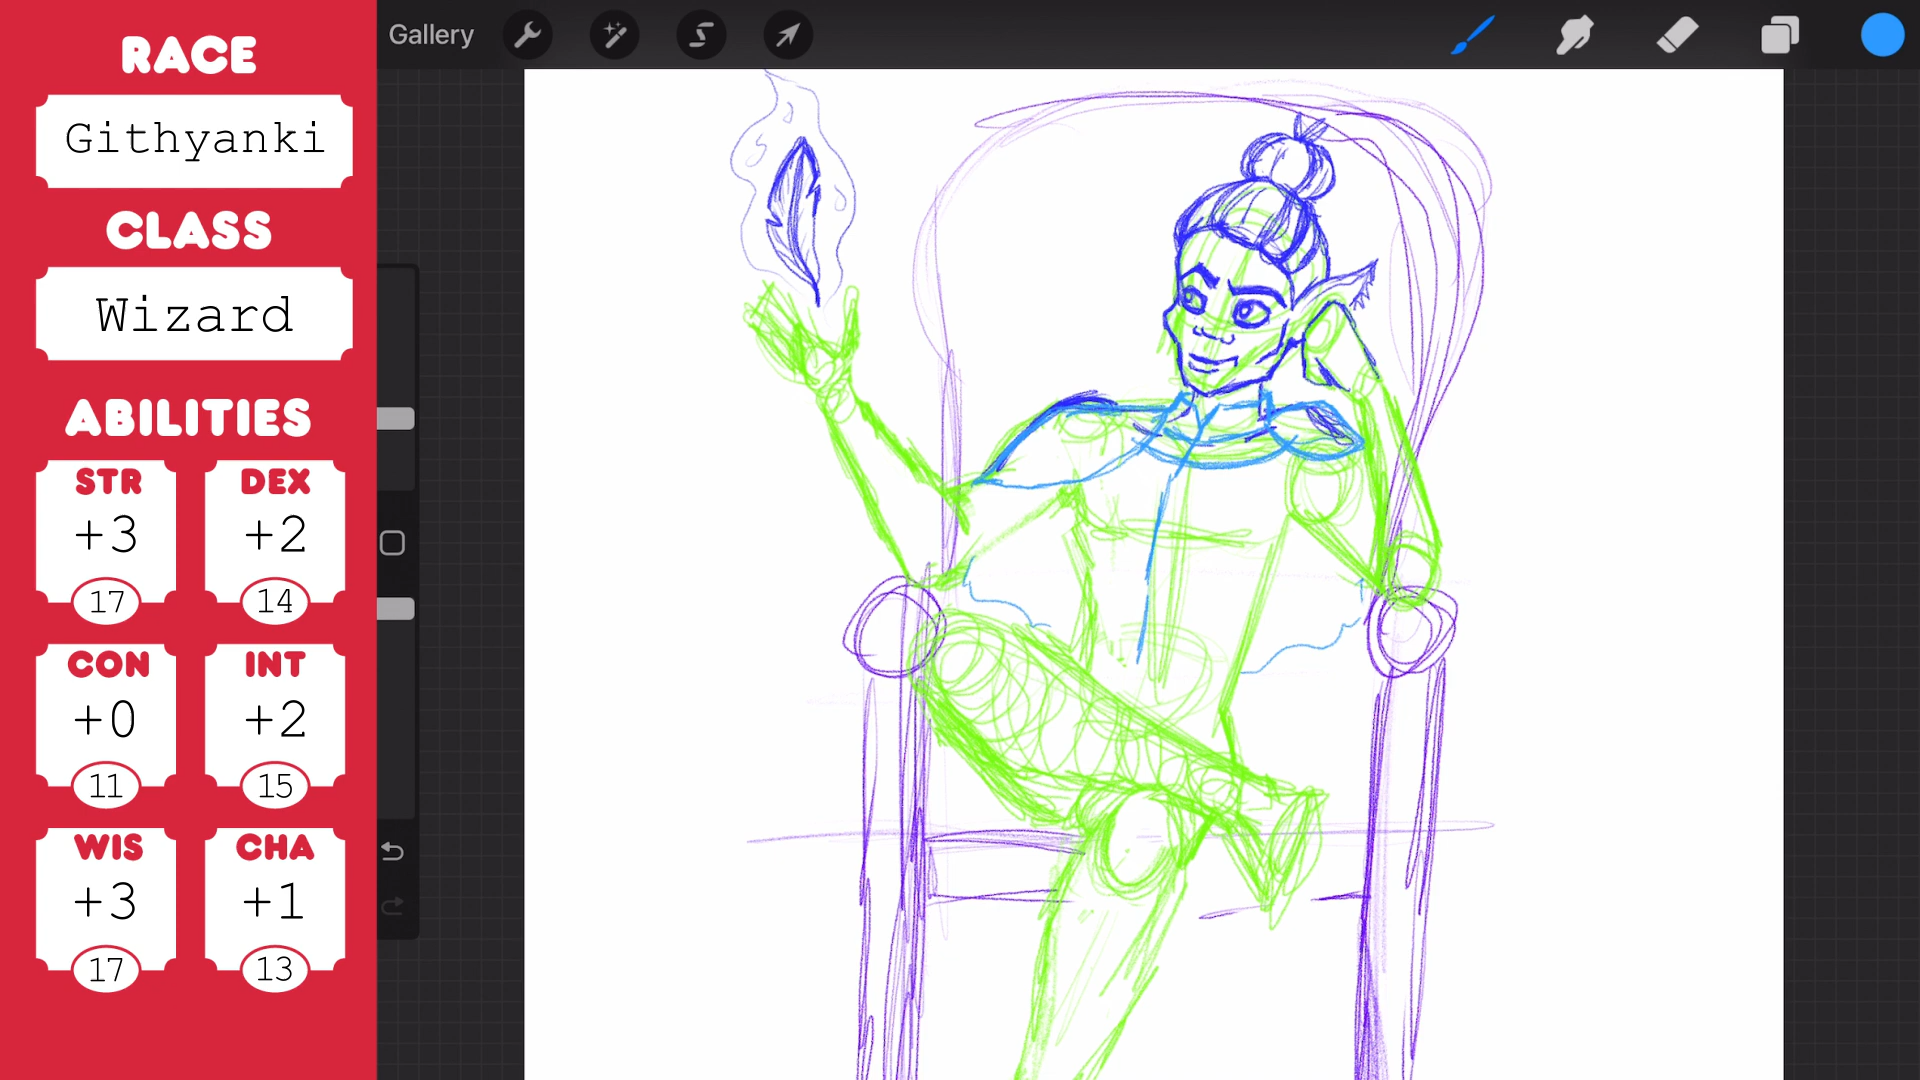 RACE
Githyanki
CLASS
Wizard
ABILITIES
STR DEX
+3 +2
17 14
CON INT
+0 +2
11 15
WIS CHA
+3 +1
17 13
Gallery